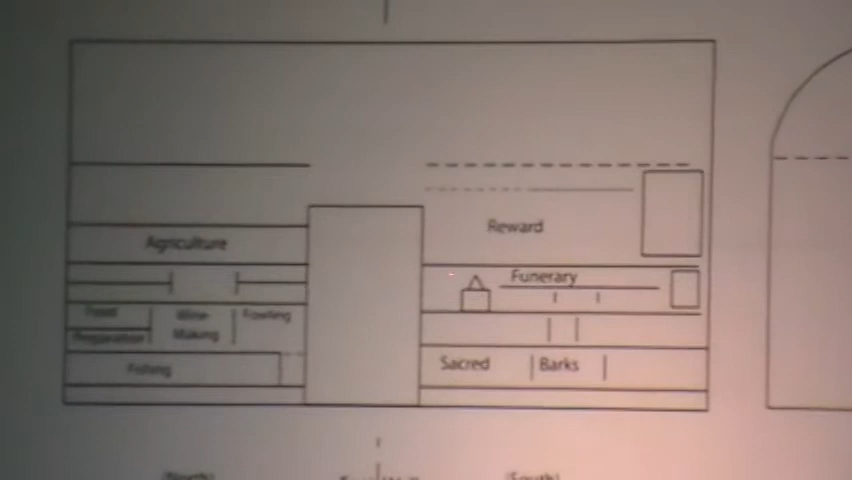 Reward
Agriculture
Funerary
Food
Wine-
Fowling
Making
Preparation
Sacred
Barks
Fishing
(North)
(South)